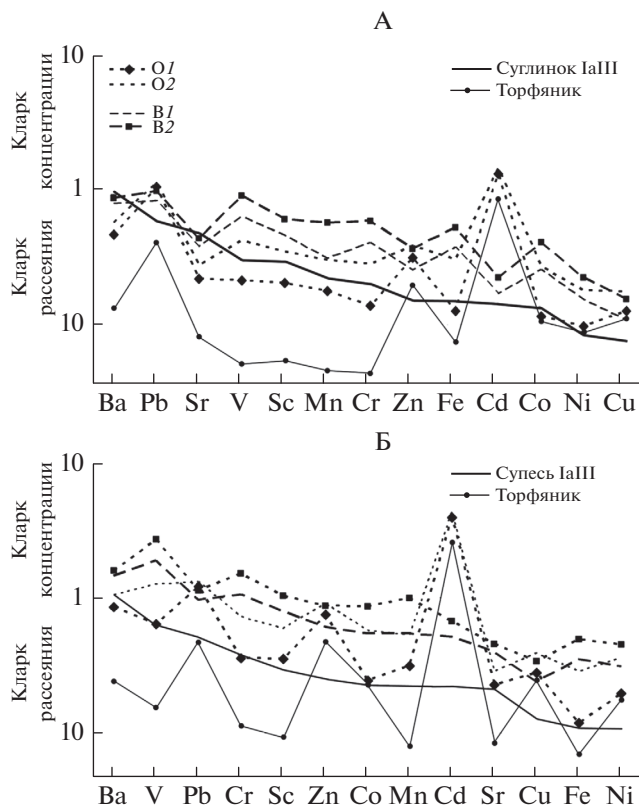 А
10
1
10
Кларк
концентрации
Кларк
рассеяния
О1
О2
В1
В2
Суглинок IaIII
Торфяник
Ba Pb Sr V Sc Mn Cr Zn Fe Cd Co Ni Cu
Б
10
1
10
Кларк
концентрации
Кларк
рассеяния
Супесь IaIII
Торфяник
Ba V Pb Cr Sc Zn Co Mn Cd Sr Cu Fe Ni